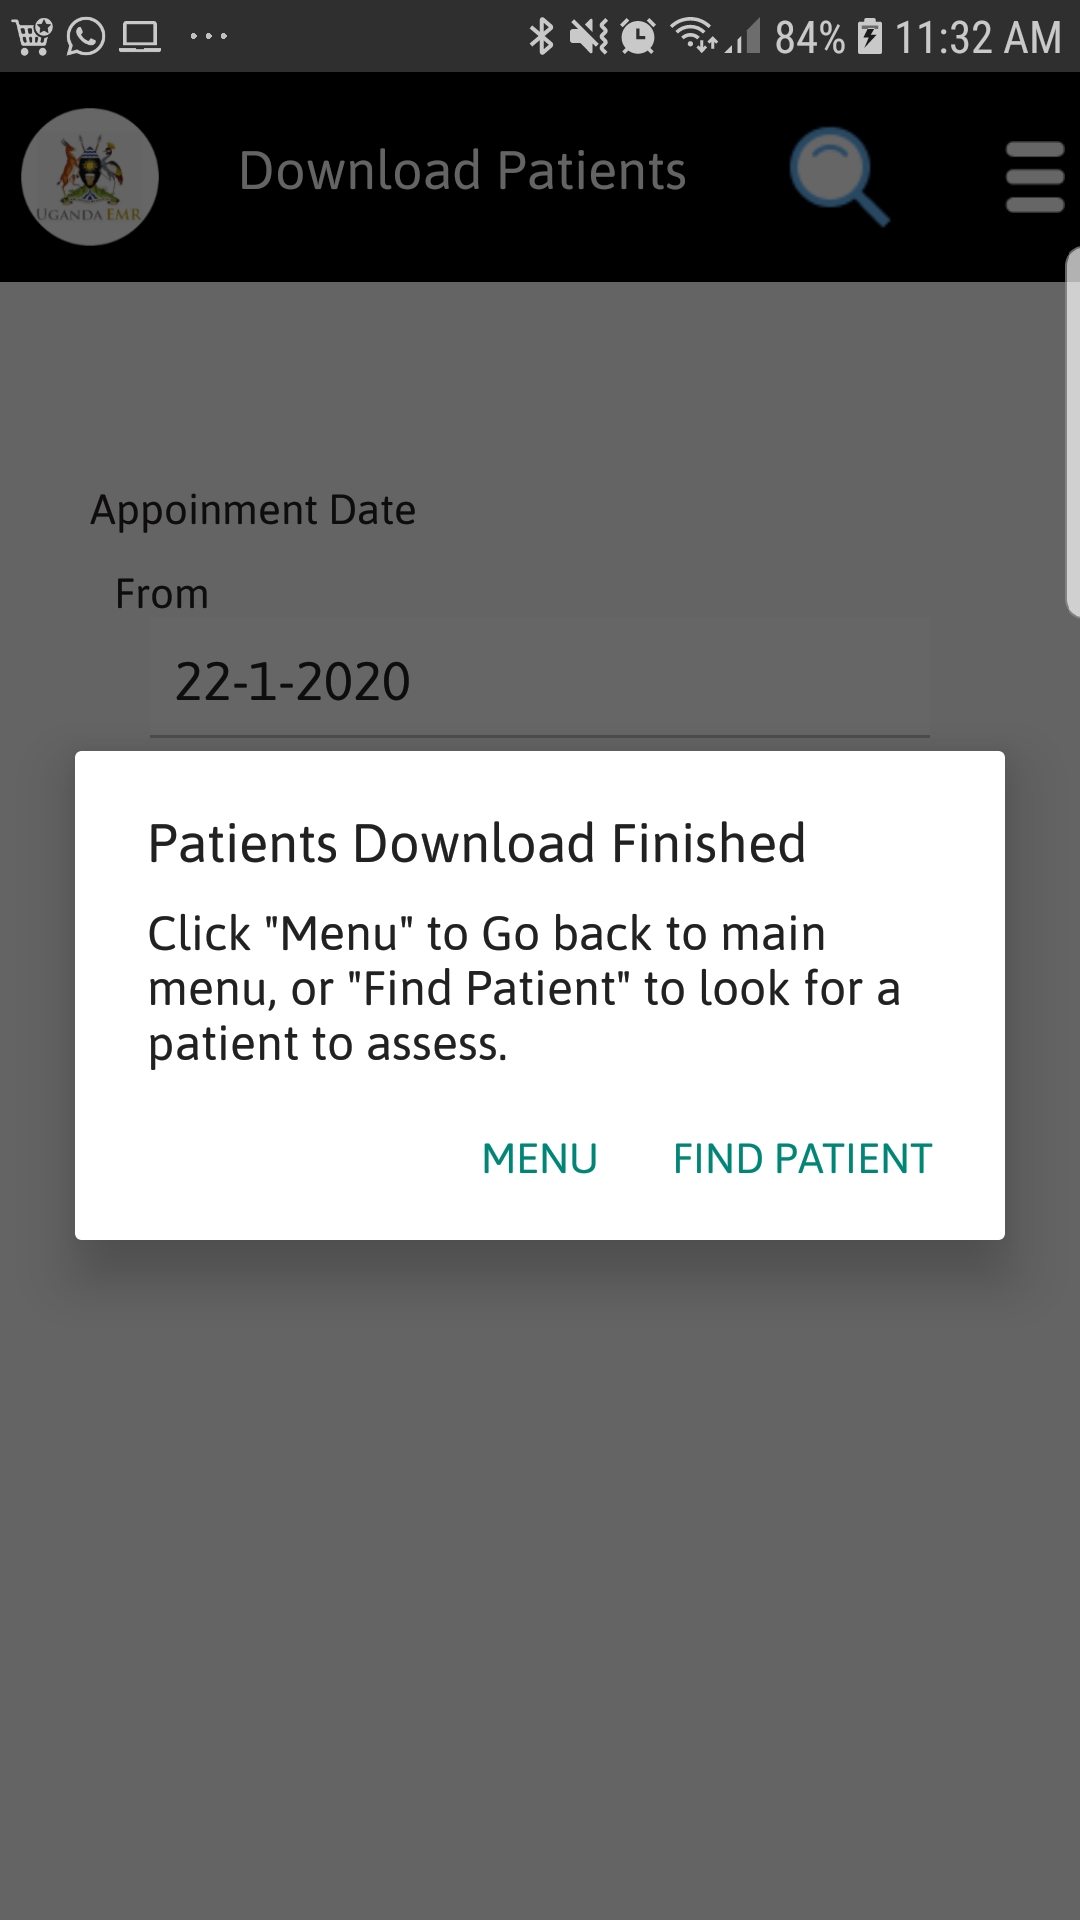 84% 11:32 AM
UGANDA EMR
Download Patients
Appoinment Date
From
22-1-2020
Patients Download Finished
Click "Menu" to Go back to main
menu, or "Find Patient" to look for a
patient to assess.
MENU FIND PATIENT